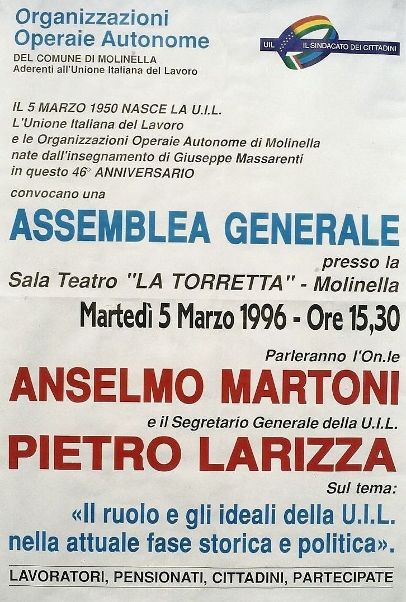 Organizzazioni
Operaie Autonome
DEL COMUNE DI MOLINELLA
Aderenti all'Unione Italiana del Lavoro
UIL IL SINDACATO DEI CITTADINI
IL 5 MARZO 1950 NASCE LA U.I.L.
L'Unione Italiana del Lavoro
e le Organizzazioni Operaie Autonome di Molinella
nate dall'insegnamento di Giuseppe Massarenti
in questo 46° ANNIVERSARIO
convocano una
ASSEMBLEA GENERALE
presso la
Sala Teatro "LA TORRETTA" - Molinella
Martedì 5 Marzo 1996 - Ore 15,30
Parleranno l'On.le
ANSELMO MARTONI
e il Segretario Generale della U.I.L.
PIETRO LARIZZA
Sul tema:
«Il ruolo e gli ideali della U.I.L.
nella attuale fase storica e politica».
LAVORATORI, PENSIONATI, CITTADINI, PARTECIPATE